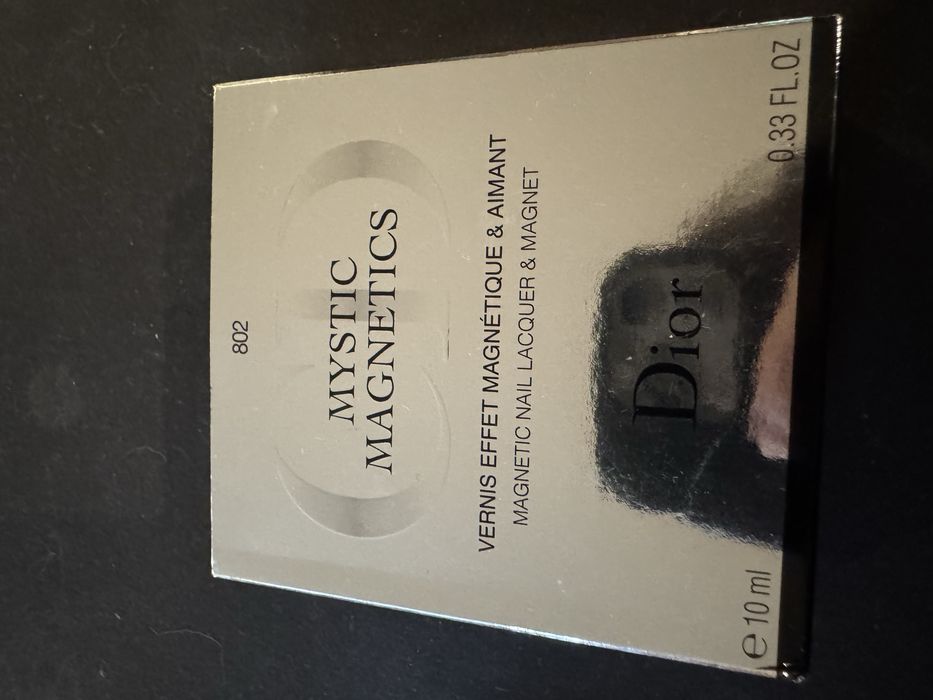 802
MYSTIC
MAGNETICS
VERNIS EFFET MAGNÉTIQUE & AIMANT
MAGNETIC NAIL LACQUER & MAGNET
Dior
℮ 10 ml 0.33 FL.OZ